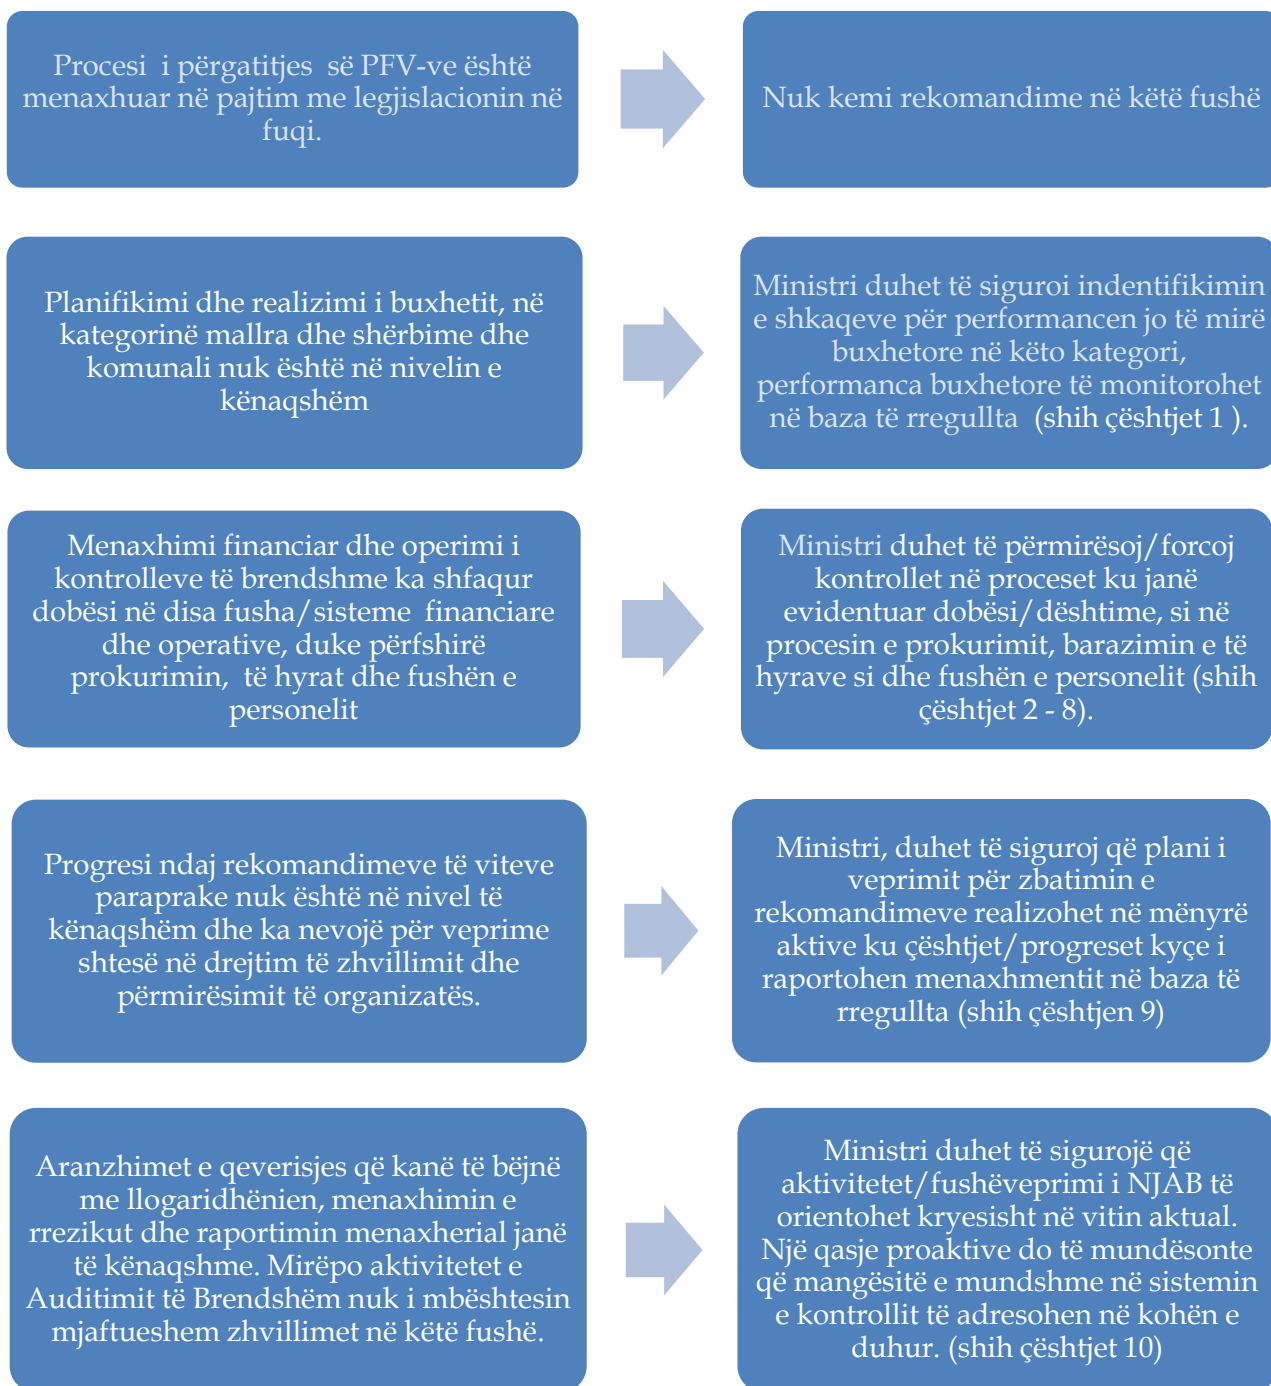 Procesi i përgatitjes së PFV-ve është
menaxhuar në pajtim me legjislacionin në
fuqi.
Nuk kemi rekomandime në këtë fushë
Planifikimi dhe realizimi i buxhetit, në
kategorinë mallra dhe shërbime dhe
komunali nuk është në nivelin e
kënaqshëm
Ministri duhet të siguroi indentifikimin
e shkaqeve për performancen jo të mirë
buxhetore në këto kategori,
performanca buxhetore të monitorohet
në baza të rregullta (shih çështjet 1 ).
Menaxhimi financiar dhe operimi i
kontrolleve të brendshme ka shfaqur
dobësi në disa fusha/sisteme financiare
dhe operative, duke përfshirë
prokurimin, të hyrat dhe fushën e
personelit
Ministri duhet të përmirësoj/forcoj
kontrollet në proceset ku janë
evidentuar dobësi/dështime, si në
procesin e prokurimit, barazimin e të
hyrave si dhe fushën e personelit (shih
çështjet 2 - 8).
Progresi ndaj rekomandimeve të viteve
paraprake nuk është në nivel të
kënaqshëm dhe ka nevojë për veprime
shtesë në drejtim të zhvillimit dhe
përmirësimit të organizatës.
Ministri, duhet të siguroj që plani i
veprimit për zbatimin e
rekomandimeve realizohet në mënyrë
aktive ku çështjet/progreset kyçe i
raportohen menaxhmentit në baza të
rregullta (shih çështjen 9)
Aranzhimet e qeverisjes që kanë të bëjnë
me llogaridhënien, menaxhimin e
rrezikut dhe raportimin menaxherial janë
të kënaqshme. Mirëpo aktivitetet e
Auditimit të Brendshëm nuk i mbështesin
mjaftueshem zhvillimet në këtë fushë.
Ministri duhet të sigurojë që
aktivitetet/fushëveprimi i NJAB të
orientohet kryesisht në vitin aktual.
Një qasje proaktive do të mundësonte
që mangësitë e mundshme në sistemin
e kontrollit të adresohen në kohën e
duhur. (shih çështjet 10)